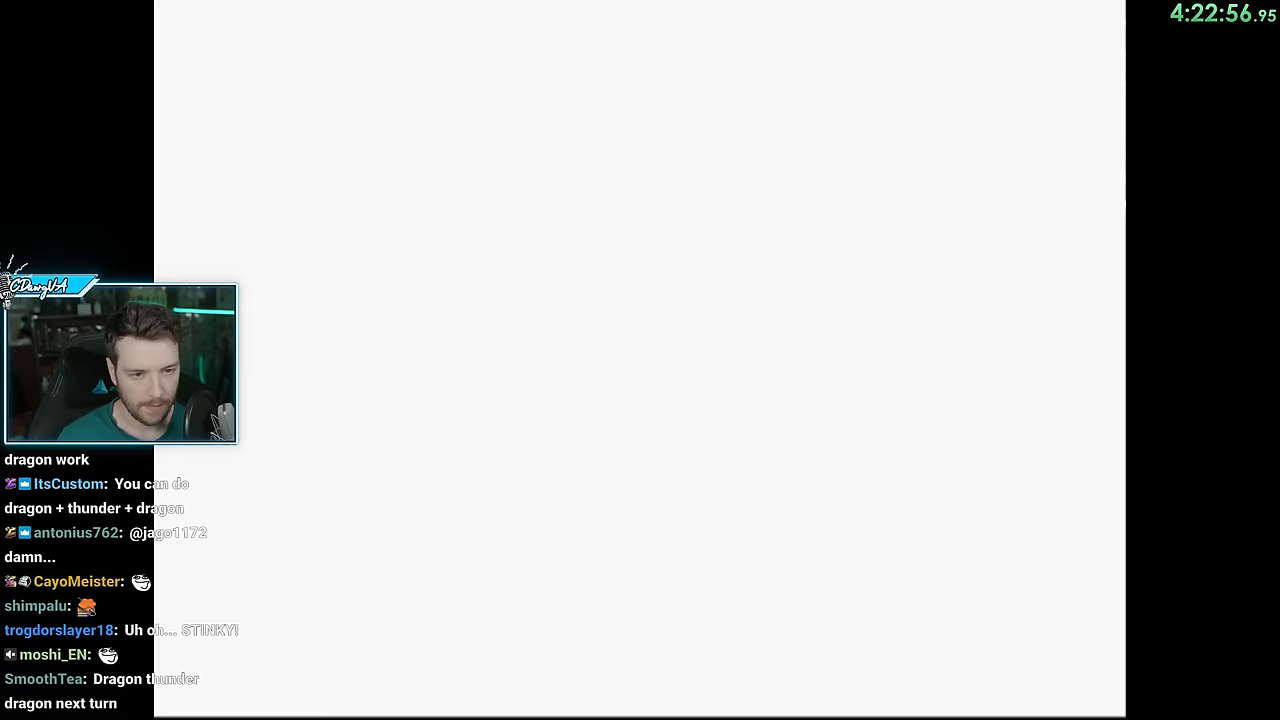 4:22:56.95
CDawgVA
dragon work
ItsCustom: You can do
dragon + thunder + dragon
antonius762: @jago1172
damn...
CayoMeister:
shimpalu:
trogdorslayer18: Uh oh... STINKY!
moshi_EN:
SmoothTea: Dragon thunder
dragon next turn